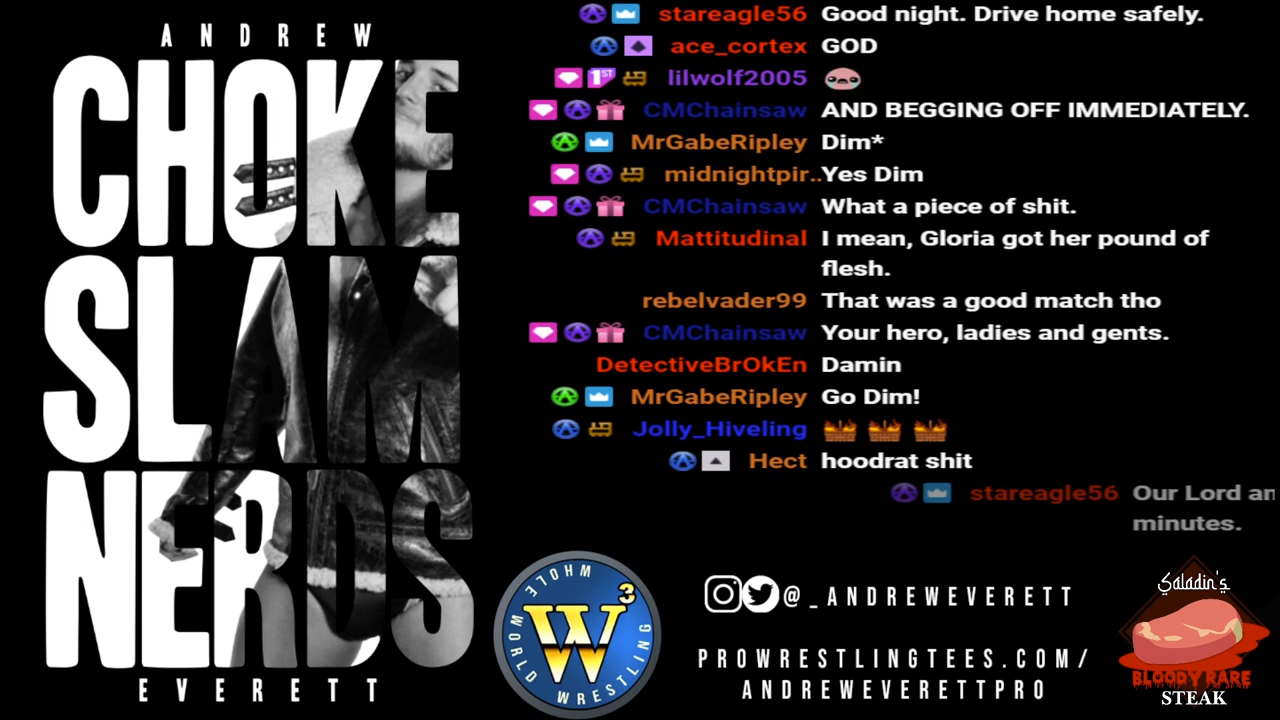 ANDREW
CHOKE
SLAM
NERDS
EVERETT
stareagle56 Good night. Drive home safely.
ace_cortex GOD
1ST lilwolf2005
CMChainsaw AND BEGGING OFF IMMEDIATELY.
MrGabeRipley Dim*
midnightpir.. Yes Dim
CMChainsaw What a piece of shit.
Mattitudinal I mean, Gloria got her pound of
flesh.
rebelvader99 That was a good match tho
CMChainsaw Your hero, ladies and gents.
DetectiveBrOkEn Damin
MrGabeRipley Go Dim!
Jolly_Hiveling
Hect hoodrat shit
stareagle56 Our Lord an
minutes.
WHOLE
W3
WORLD WRESTLING
@_ANDREWEVERETT
PROWRESTLINGTEES.COM/
ANDREWEVERETTPRO
Saladin's
BLOODY RARE
STEAK